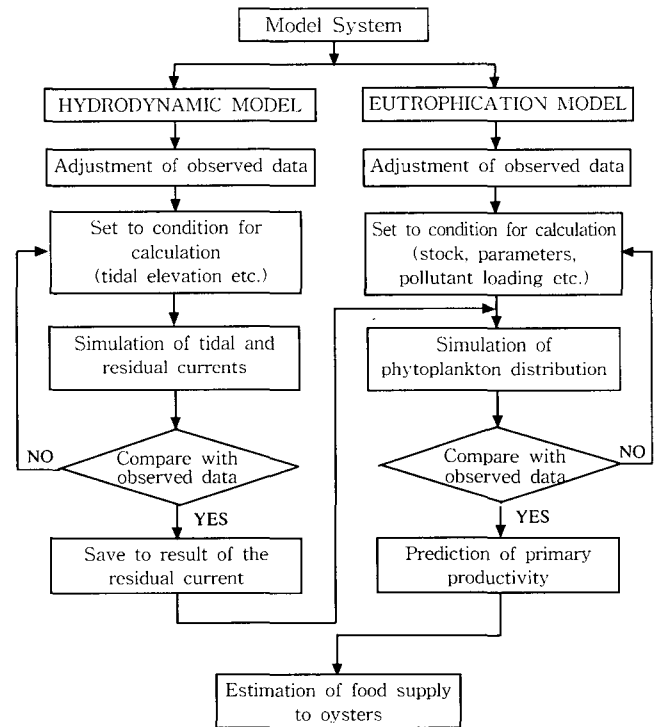 Model System
HYDRODYNAMIC MODEL
Adjustment of observed data
Set to condition for
calculation
(tidal elevation etc.)
Simulation of tidal and
residual currents
Compare with
observed data
NO
YES
Save to result of the
residual current
EUTROPHICATION MODEL
Adjustment of observed data
Set to condition for calculation
(stock, parameters,
pollutant loading etc.)
Simulation of
phytoplankton distribution
Compare with
observed data
NO
YES
Prediction of primary
productivity
Estimation of food supply
to oysters